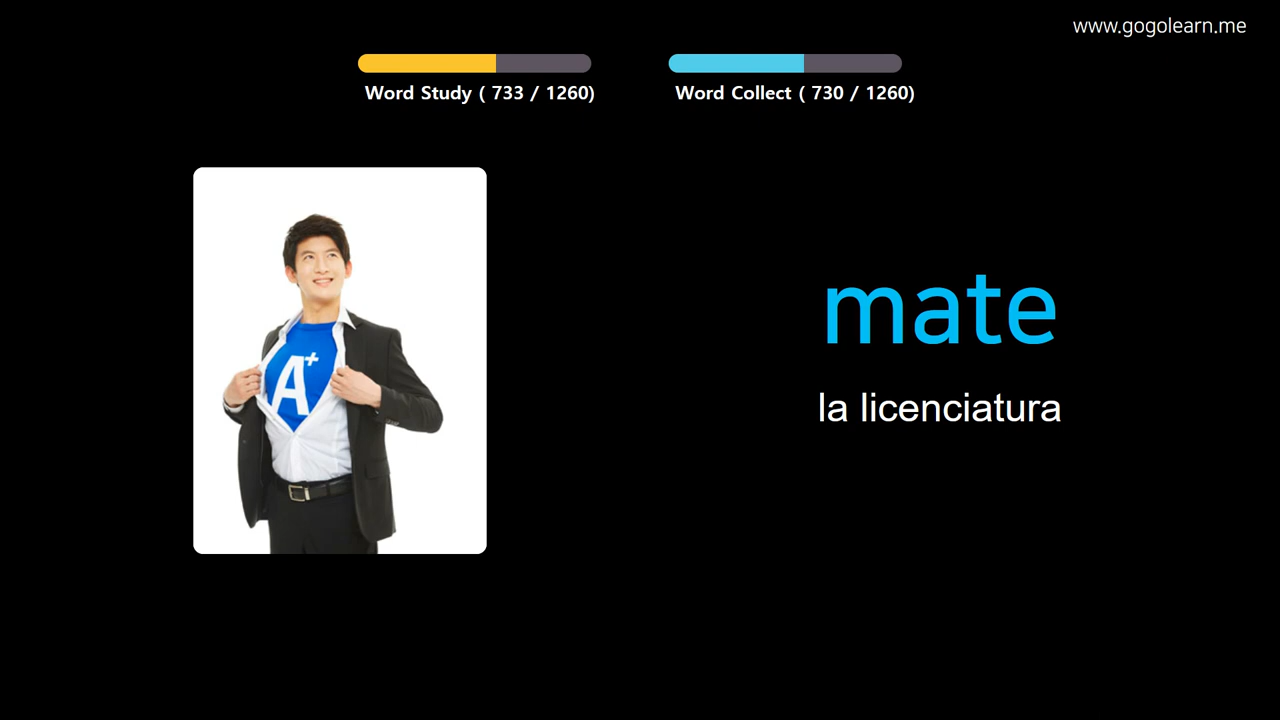 www.gogolearn.me
Word Study ( 733 / 1260)
Word Collect ( 730 / 1260)
A+
mate
la licenciatura